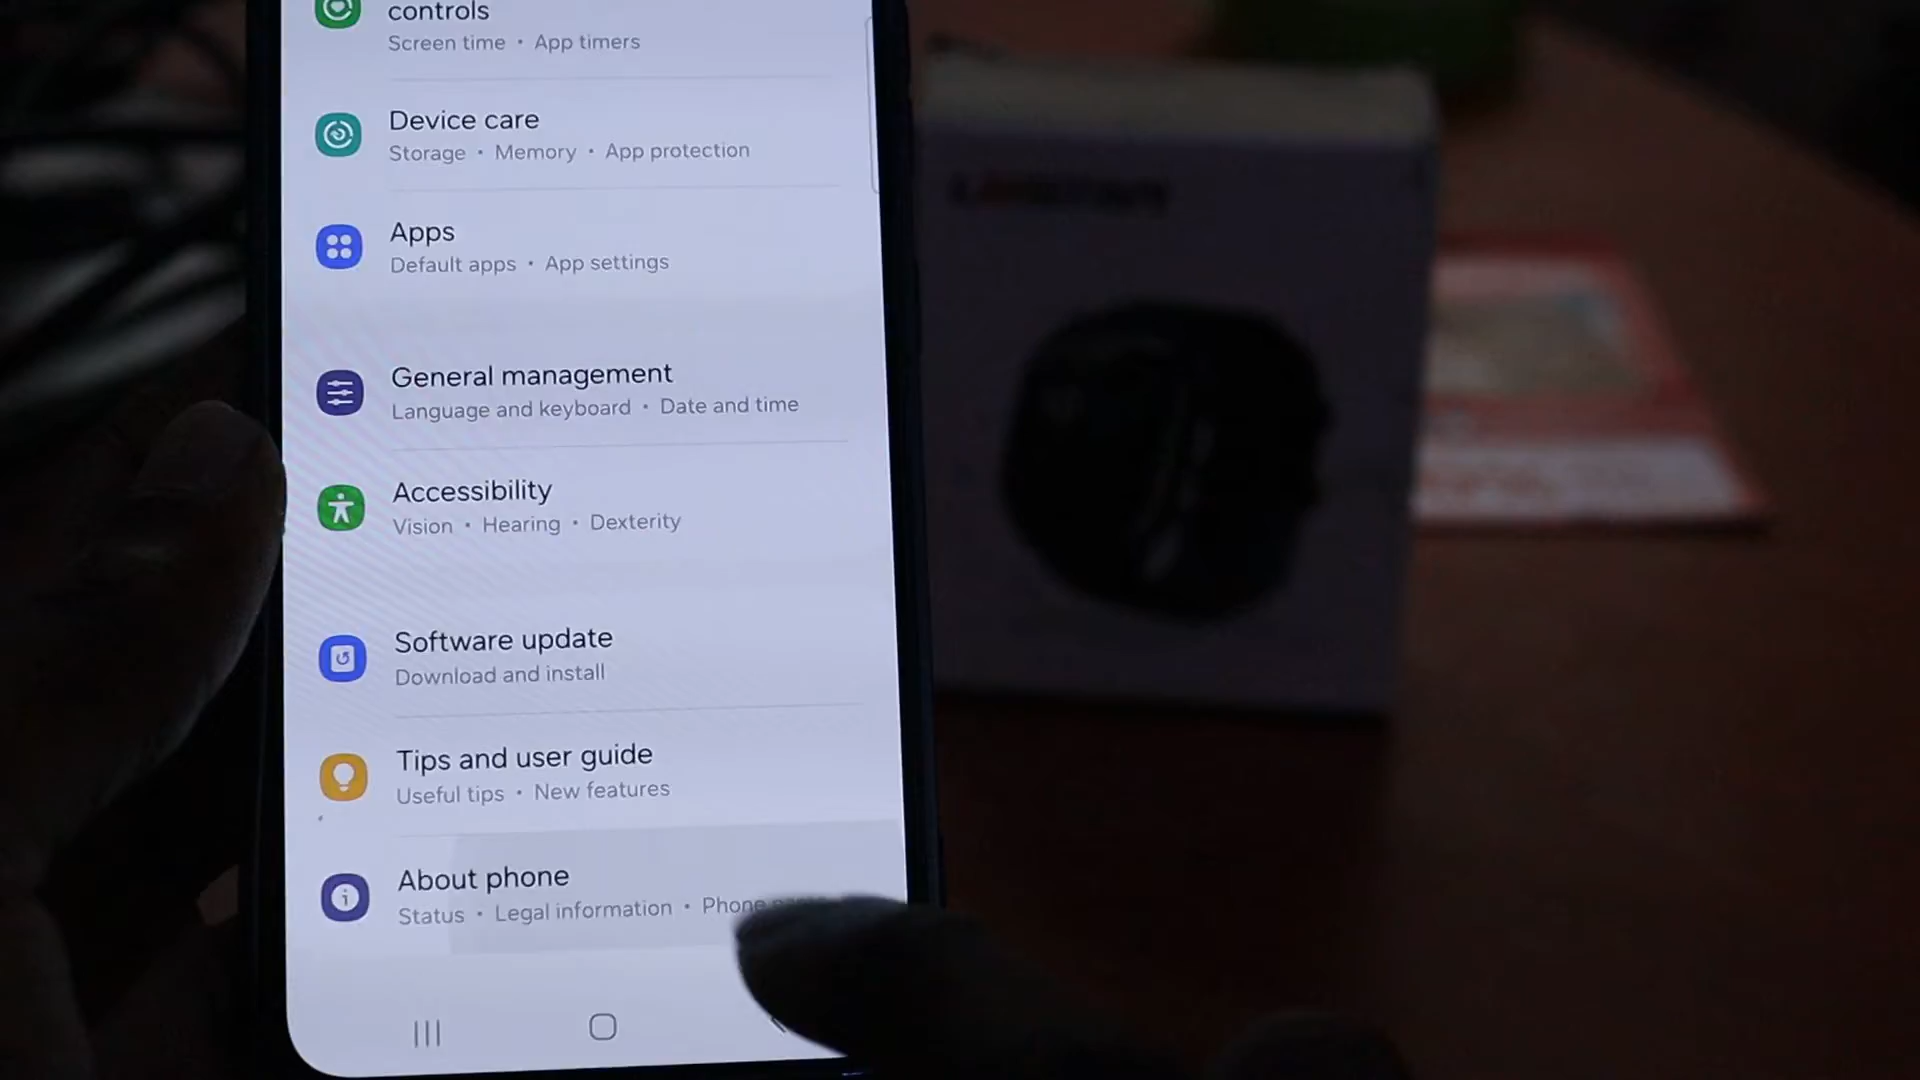 controls
Screen time • App timers
Device care
Storage • Memory • App protection
Apps
Default apps • App settings
General management
Language and keyboard • Date and time
Accessibility
Vision • Hearing • Dexterity
Software update
Download and install
Tips and user guide
Useful tips • New features
About phone
Status • Legal information • Phone